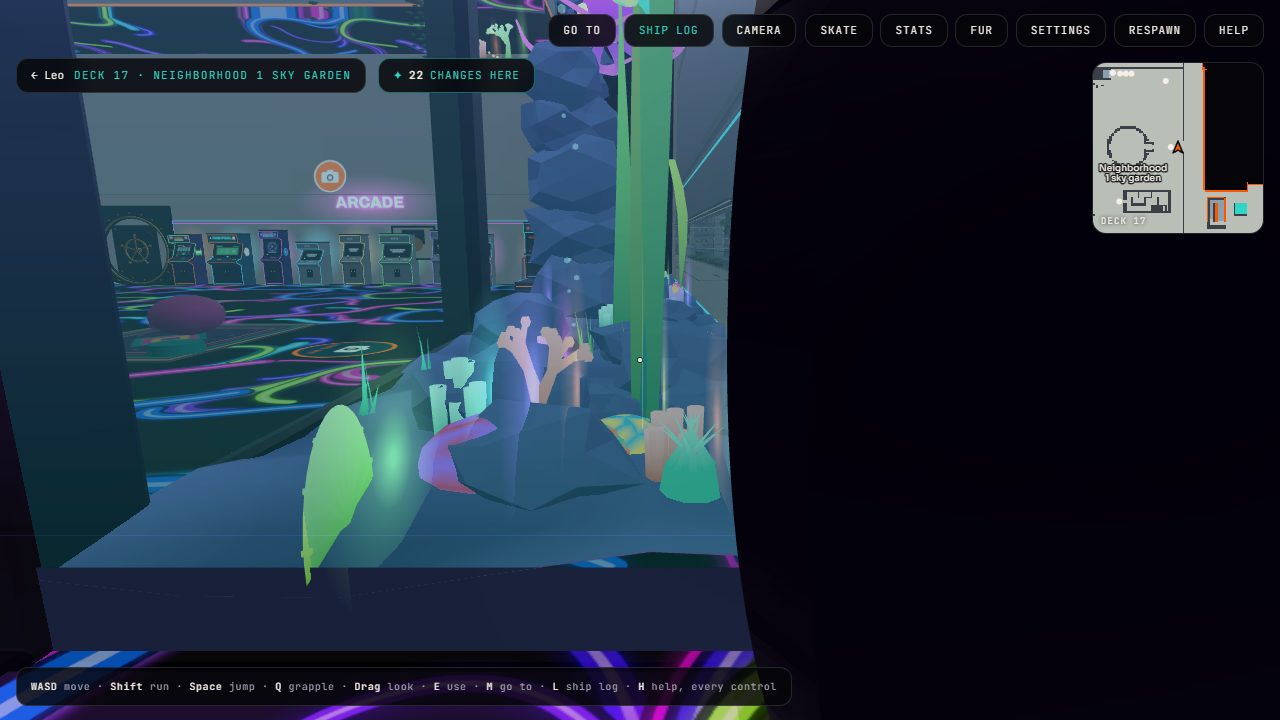 GO TO
SHIP LOG
CAMERA
SKATE
STATS
FUR
SETTINGS
RESPAWN
HELP
← Leo DECK 17 · NEIGHBORHOOD 1 SKY GARDEN
✦ 22 CHANGES HERE
ARCADE
Neighborhood
1 sky garden
DECK 17
WASD move · Shift run · Space jump · Q grapple · Drag look · E use · M go to · L ship log · H help, every control